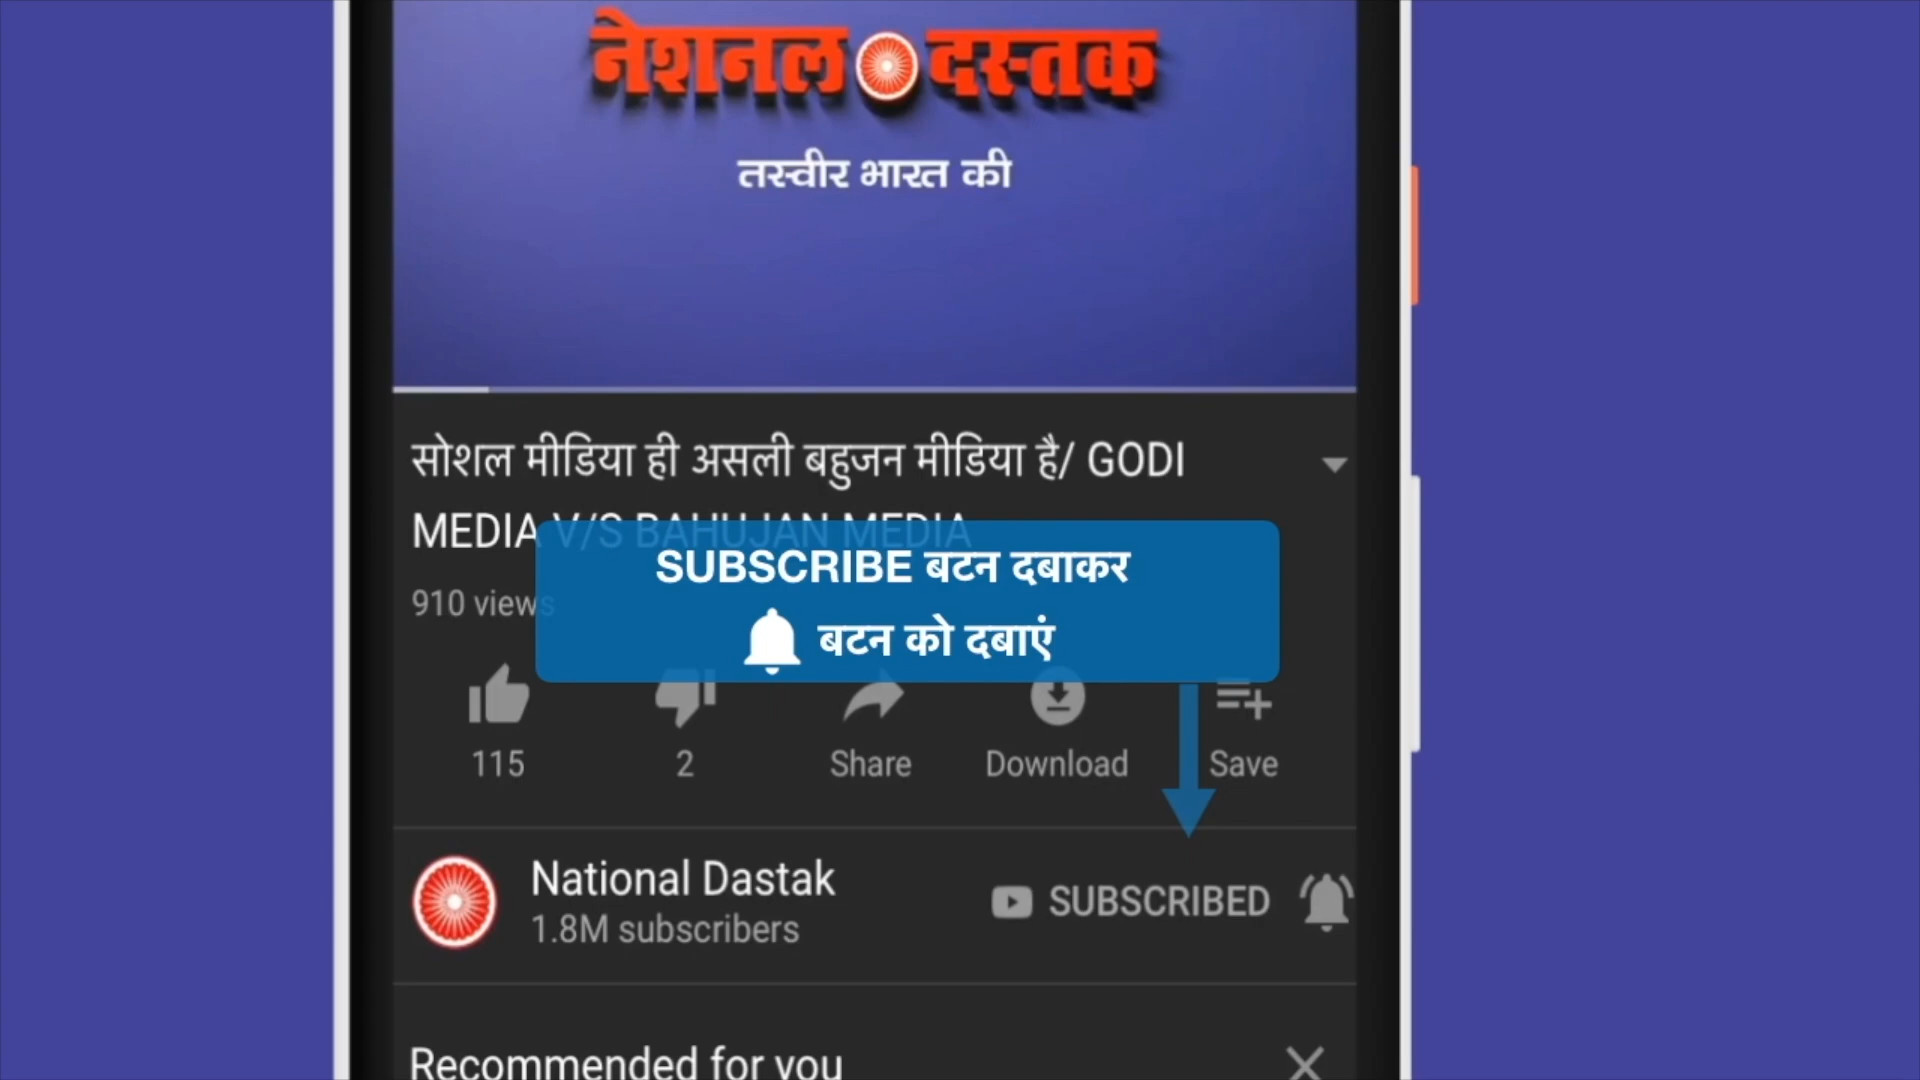 नेशनल दस्तक
तस्वीर भारत की
सोशल मीडिया ही असली बहुजन मीडिया है/ GODI
MEDIA V/S BAHUJAN MEDIA
SUBSCRIBE बटन दबाकर
बटन को दबाएं
910 views
115
2
Share
Download
Save
National Dastak
1.8M subscribers
SUBSCRIBED
Recommended for you